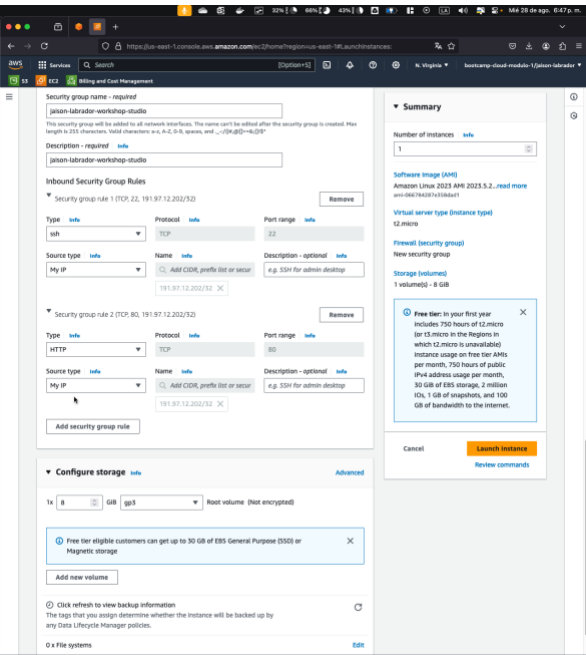 32% 66% 43% LA Mié 28 de ago. 6:47 p. m.
https://us-east-1.console.aws.amazon.com/ec2/home?region=us-east-1#LaunchInstances:
aws Services Search [Option+S] N. Virginia bootcamp-cloud-modulo-1/jaison-labrador
S3 EC2 Billing and Cost Management
Security group name - required
jaison-labrador-workshop-studio
This security group will be added to all network interfaces. The name can't be edited after the security group is created. Max
length is 255 characters. Valid characters: a-z, A-Z, 0-9, spaces, and
Description - required Info
jaison-labrador-workshop-studio
Inbound Security Group Rules
Security group rule 1 (TCP, 22, 191.97.12.202/32)
Remove
Type Info Protocol Info Port range Info
ssh TCP 22
Source type Info Name Info Description - optional Info
My IP Add CIDR, prefix list or secur e.g. SSH for admin desktop
191.97.12.202/32
Security group rule 2 (TCP, 80, 191.97.12.202/32)
Remove
Type Info Protocol Info Port range Info
HTTP TCP 80
Source type Info Name Info Description - optional Info
My IP Add CIDR, prefix list or secur e.g. SSH for admin desktop
191.97.12.202/32
Add security group rule
Configure storage Info Advanced
1x 8 GiB gp3 Root volume (Not encrypted)
Free tier eligible customers can get up to 30 GB of EBS General Purpose (SSD) or
Magnetic storage
Add new volume
Click refresh to view backup information
The tags that you assign determine whether the instance will be backed up by
any Data Lifecycle Manager policies.
0 x File systems Edit
Summary
Number of instances Info
1
Software Image (AMI)
Amazon Linux 2023 AMI 2023.5.2...read more
Virtual server type (instance type)
t2.micro
Firewall (security group)
New security group
Storage (volumes)
1 volume(s) - 8 GiB
Free tier: In your first year
includes 750 hours of t2.micro
(or t3.micro in the Regions in
which t2.micro is unavailable)
instance usage on free tier AMIs
per month, 750 hours of public
IPv4 address usage per month,
30 GiB of EBS storage, 2 million
IOs, 1 GB of snapshots, and 100
GB of bandwidth to the internet.
Cancel
Launch instance
Review commands